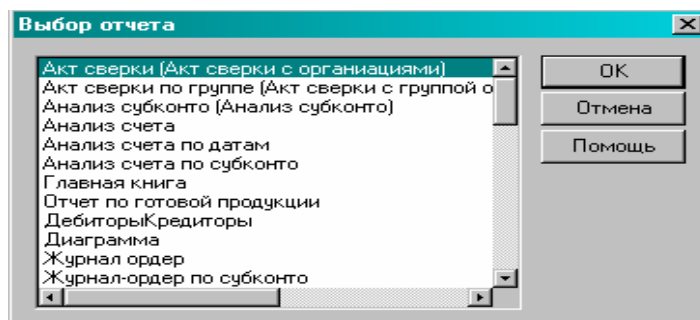 Выбор отчета
Акт сверки (Акт сверки с органиациями)
Акт сверки по группе (Акт сверки с группой о
Анализ субконто (Анализ субконто)
Анализ счета
Анализ счета по датам
Анализ счета по субконто
Главная книга
Отчет по готовой продукции
ДебиторыКредиторы
Диаграмма
Журнал ордер
Журнал-ордер по субконто
OK
Отмена
Помощь